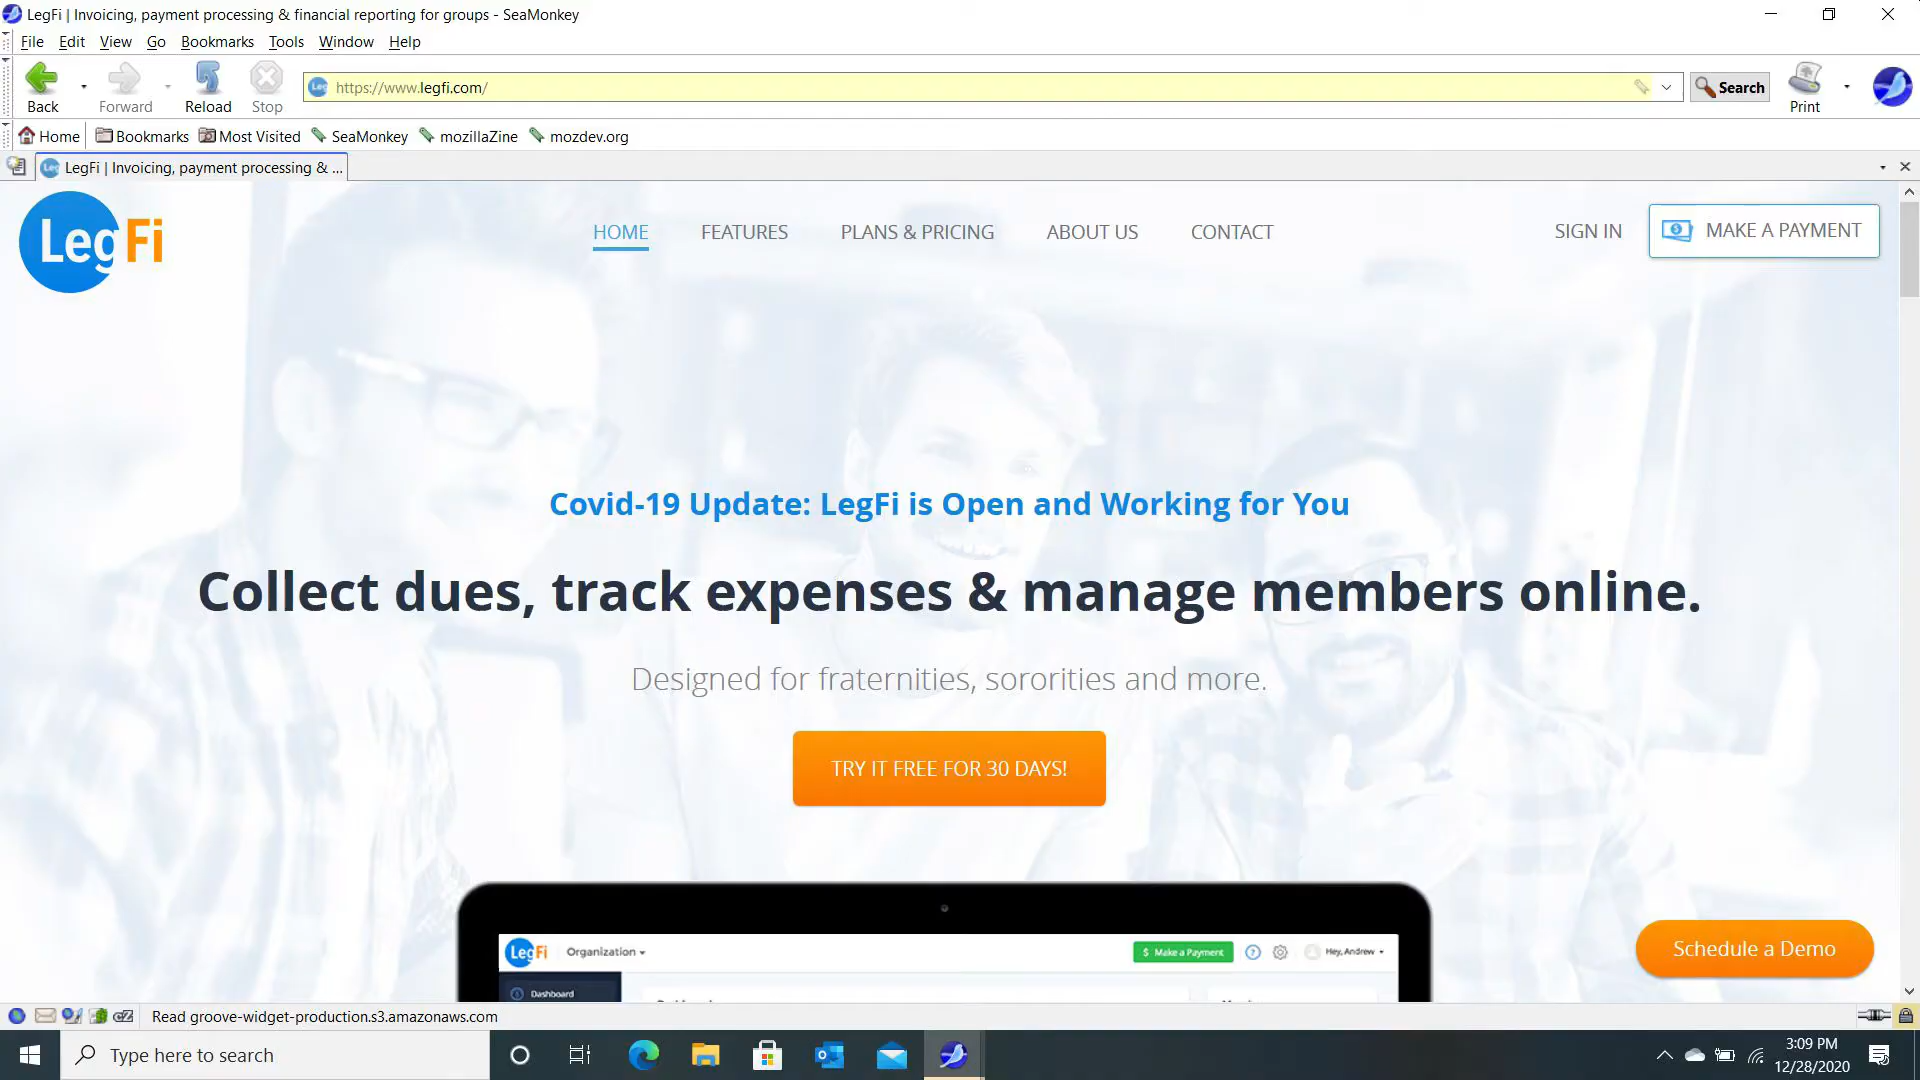 LegFi | Invoicing, payment processing & financial reporting for groups - SeaMonkey
File Edit View Go Bookmarks Tools Window Help
Back Forward Reload Stop
https://www.legfi.com/
Search
Print
Home Bookmarks Most Visited SeaMonkey mozillaZine mozdev.org
LegFi | Invoicing, payment processing & ...
LegFi
HOME FEATURES PLANS & PRICING ABOUT US CONTACT
SIGN IN MAKE A PAYMENT
Covid-19 Update: LegFi is Open and Working for You
Collect dues, track expenses & manage members online.
Designed for fraternities, sororities and more.
TRY IT FREE FOR 30 DAYS!
Schedule a Demo
LegFi Organization $ Make a Payment ? Hey, Andrew
Dashboard
Read groove-widget-production.s3.amazonaws.com
Type here to search
3:09 PM
12/28/2020